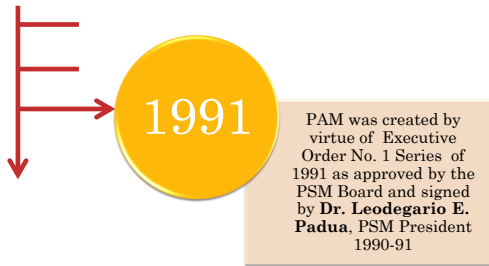 1991
PAM was created by
virtue of Executive
Order No. 1 Series of
1991 as approved by the
PSM Board and signed
by Dr. Leodegario E.
Padua, PSM President
1990-91